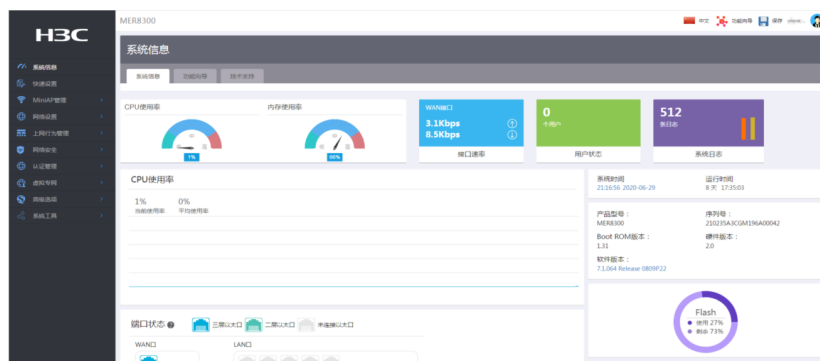 H3C
MER8300
中文
功能向导
保存
系统信息
快速设置
MiniAP管理
网络设置
上网行为管理
网络安全
认证管理
虚拟专网
高级选项
系统工具
系统信息
系统信息 功能向导 技术支持
CPU使用率
1%
内存使用率
WAN接口
3.1Kbps
8.5Kbps
接口速率
0
个用户
用户状态
512
条日志
系统日志
CPU使用率
1% 0%
当前使用率 平均使用率
系统时间 运行时间
21:16:56 2020-06-29 8 天 17:35:03
产品型号： 序列号：
MER8300 210235A3CGM196A00042
Boot ROM版本： 硬件版本：
1.31 2.0
软件版本：
7.1.064 Release 0809P22
Flash
使用 27%
剩余 73%
端口状态 三层以太口 二层以太口 未连接以太口
WAN口 LAN口